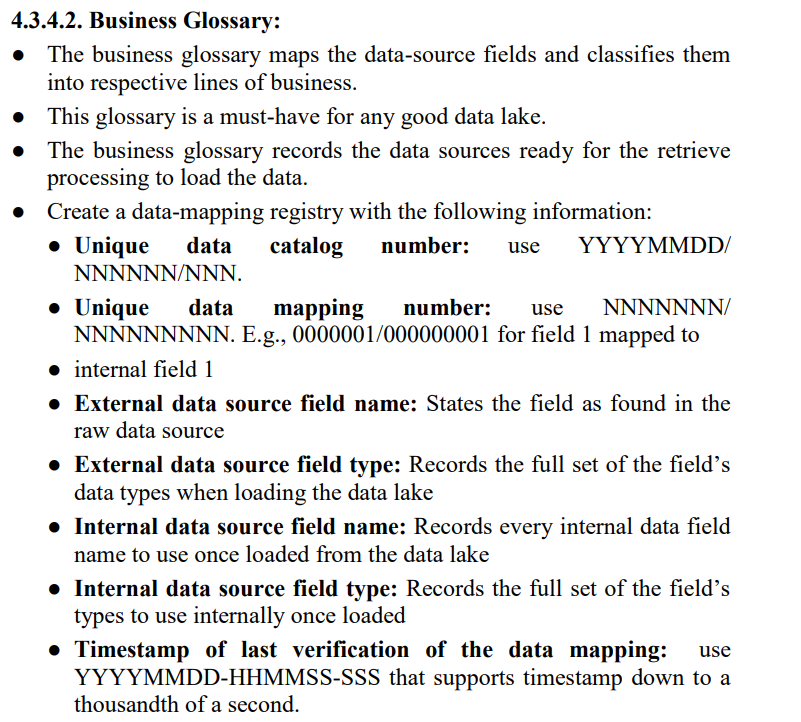 4.3.4.2. Business Glossary:
● The business glossary maps the data-source fields and classifies them
into respective lines of business.
● This glossary is a must-have for any good data lake.
● The business glossary records the data sources ready for the retrieve
processing to load the data.
● Create a data-mapping registry with the following information:
● Unique data catalog number: use YYYYMMDD/
NNNNNN/NNN.
● Unique data mapping number: use NNNNNNN/
NNNNNNNNN. E.g., 0000001/000000001 for field 1 mapped to
● internal field 1
● External data source field name: States the field as found in the
raw data source
● External data source field type: Records the full set of the field’s
data types when loading the data lake
● Internal data source field name: Records every internal data field
name to use once loaded from the data lake
● Internal data source field type: Records the full set of the field’s
types to use internally once loaded
● Timestamp of last verification of the data mapping: use
YYYYMMDD-HHMMSS-SSS that supports timestamp down to a
thousandth of a second.